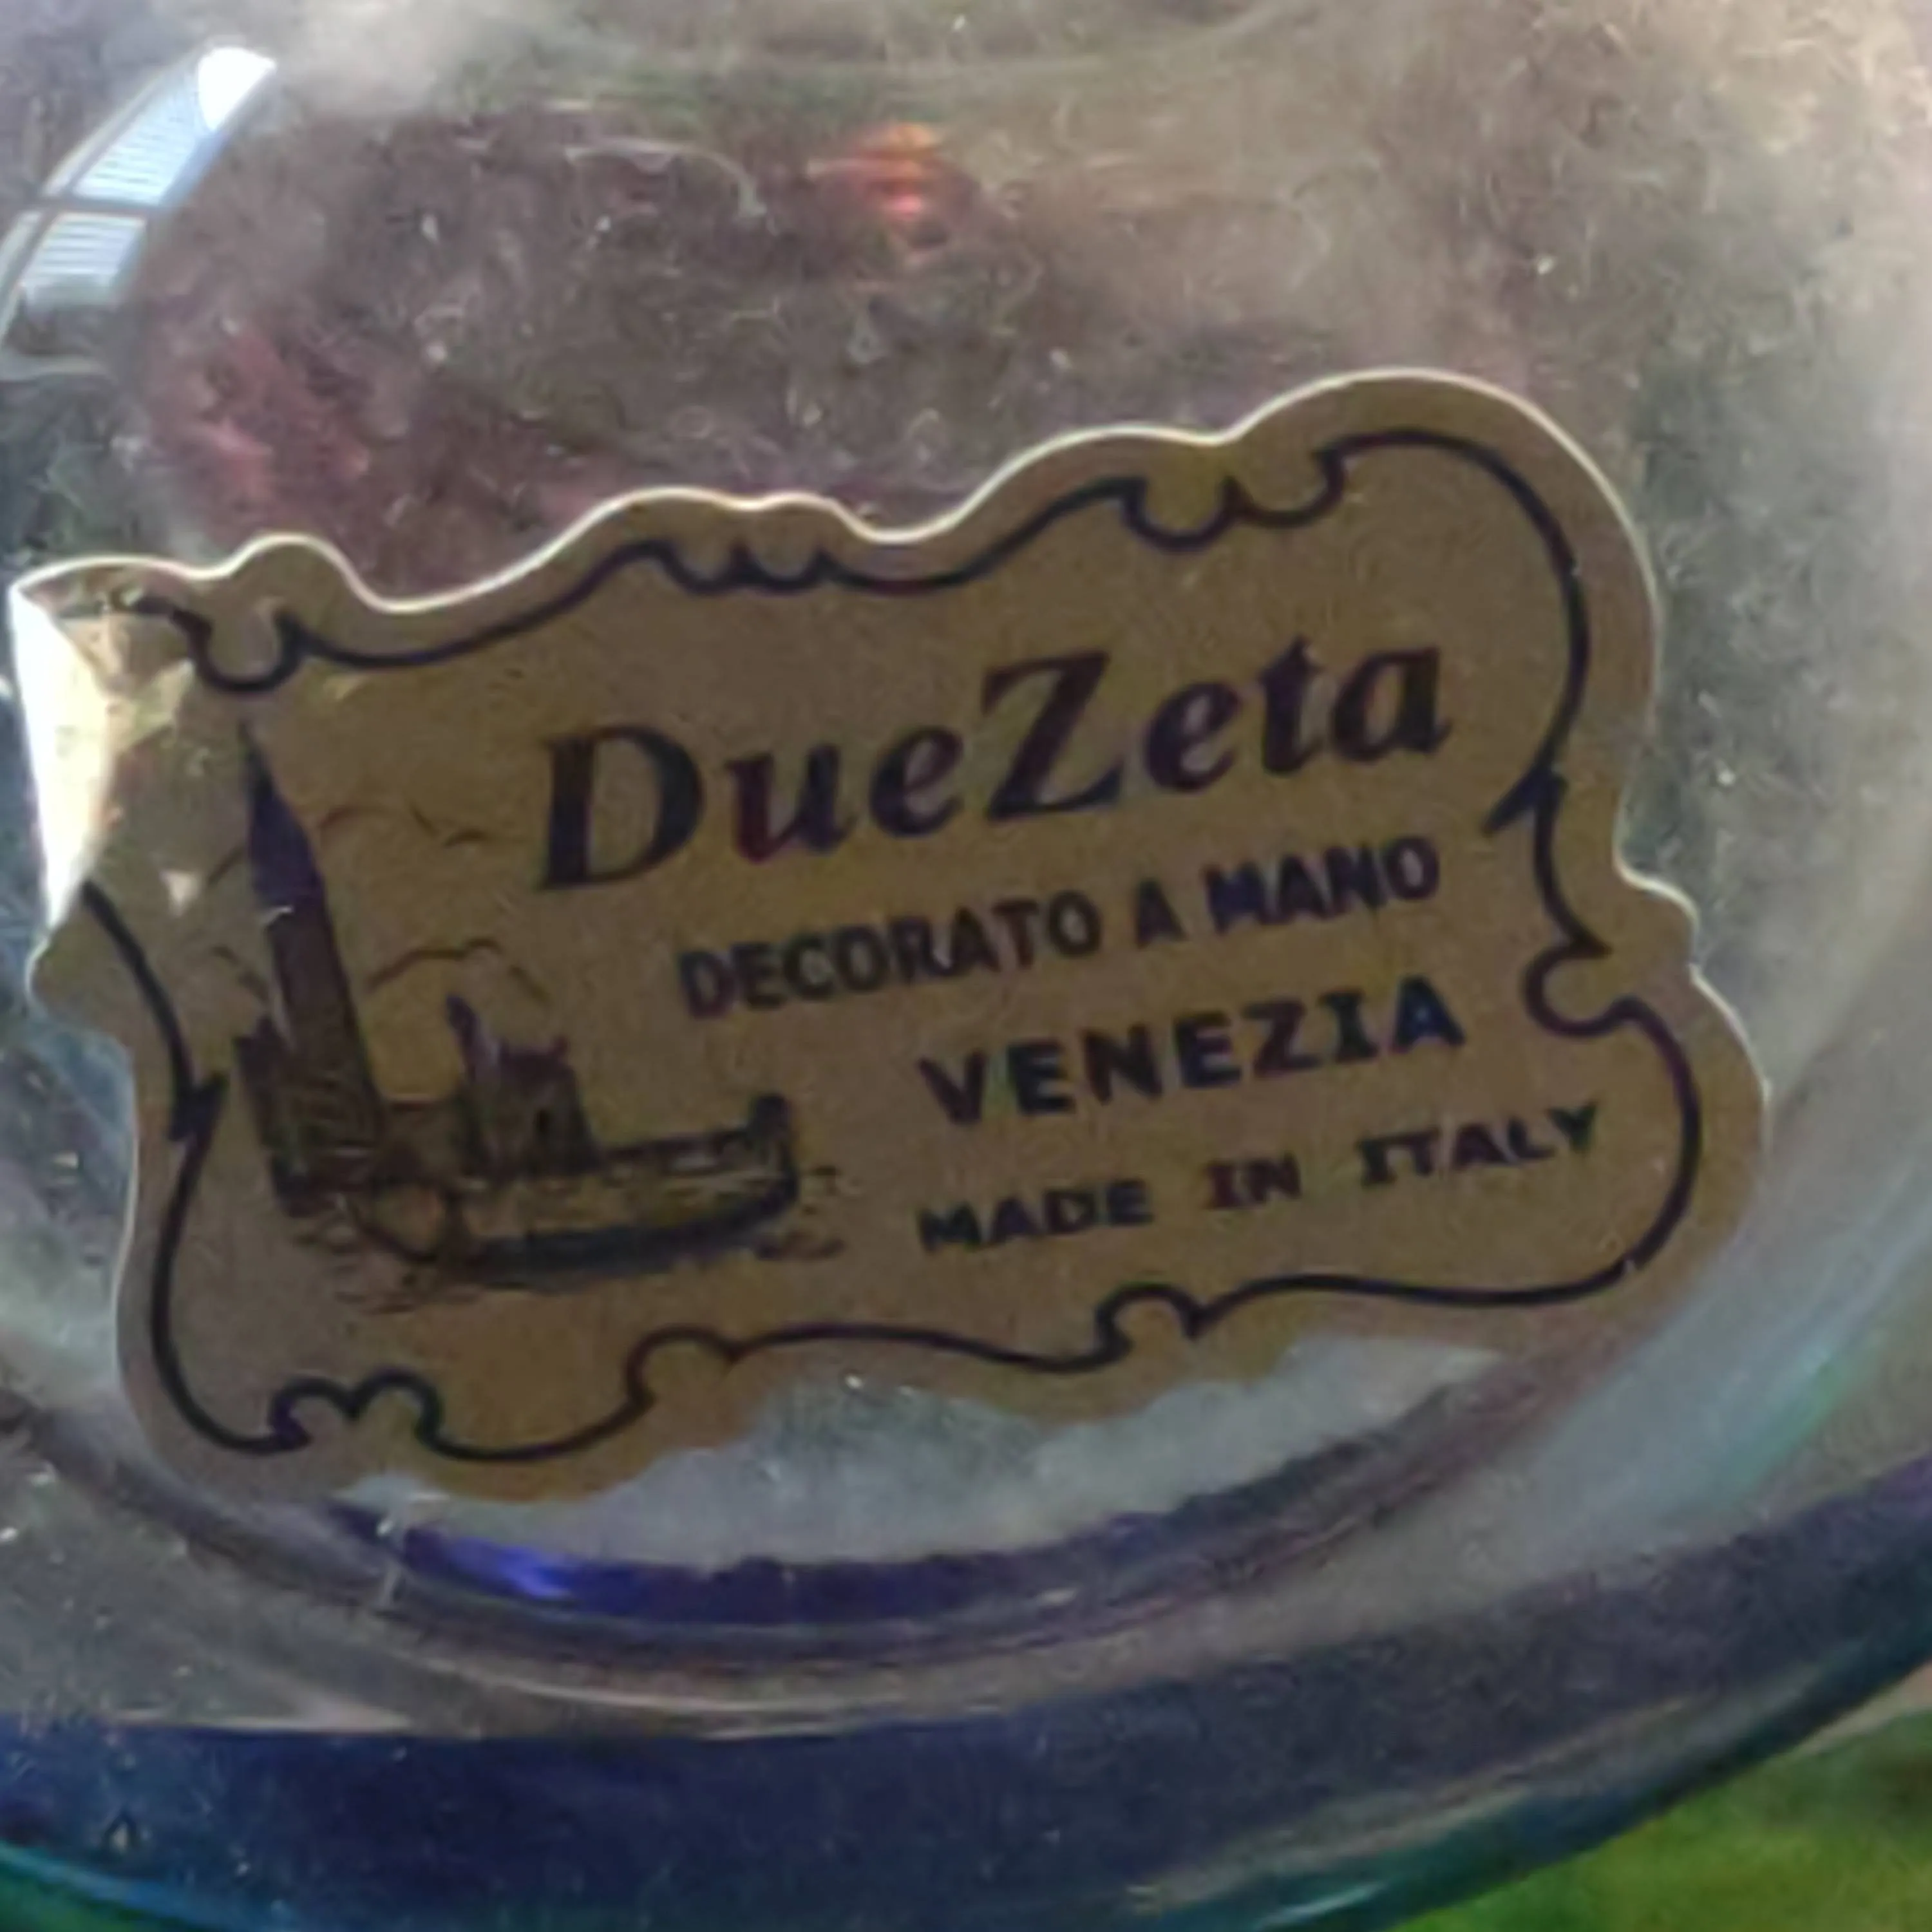 DueZeta
DECORATO A MANO
VENEZIA
MADE IN ITALY